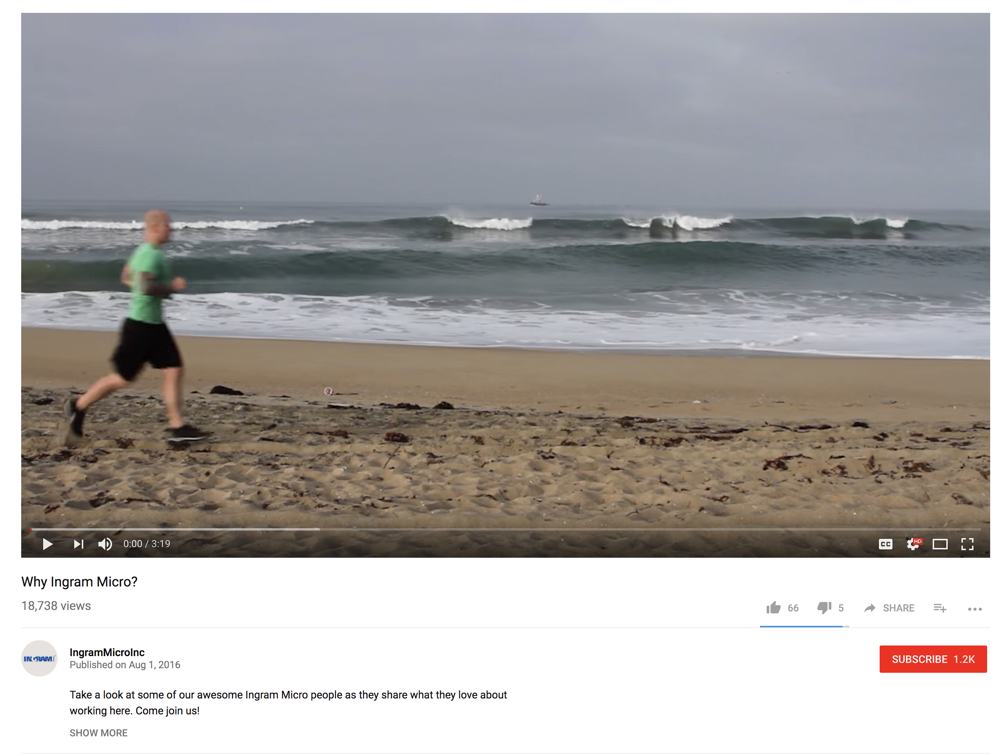 0:00 / 3:19
CC
HD
Why Ingram Micro?
18,738 views
66
5
SHARE
INGRAM
IngramMicroInc
Published on Aug 1, 2016
SUBSCRIBE 1.2K
Take a look at some of our awesome Ingram Micro people as they share what they love about
working here. Come join us!
SHOW MORE